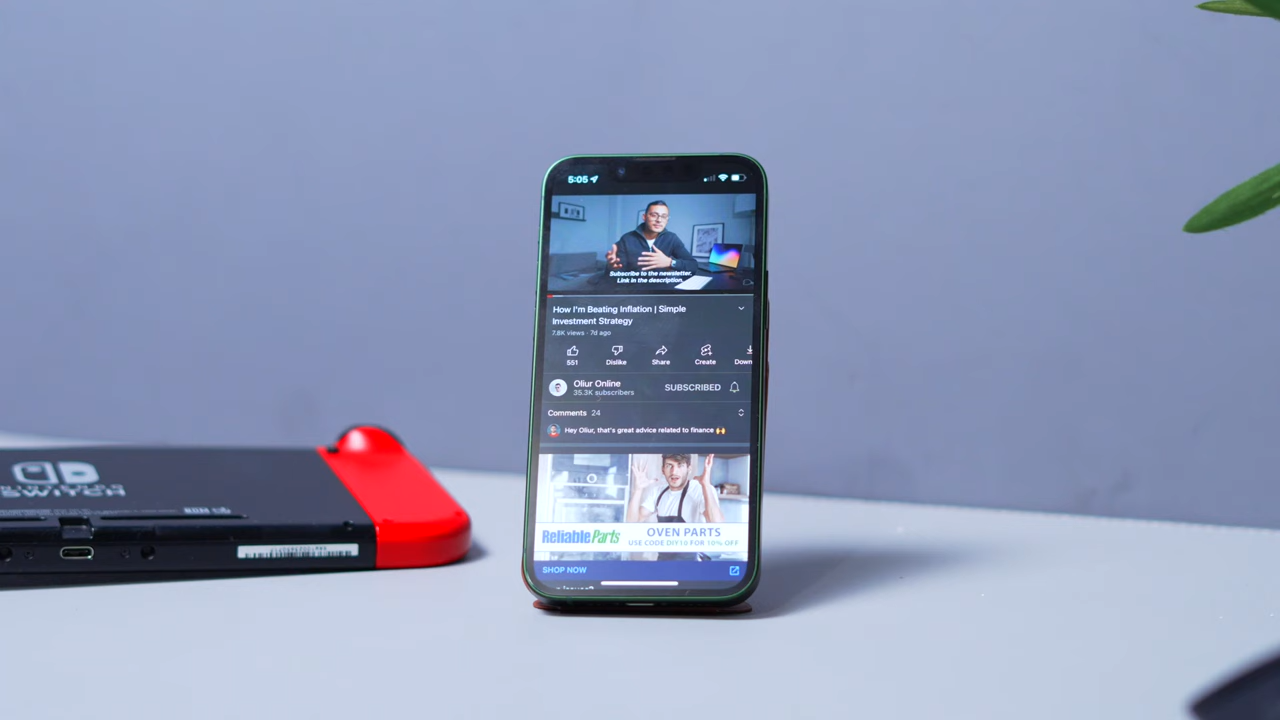 5:05
Subscribe to the newsletter.
Link in the description.
How I'm Beating Inflation | Simple
Investment Strategy
7.8K views · 7d ago
551
Dislike
Share
Create
Down
Oliur Online
35.3K subscribers
SUBSCRIBED
Comments 24
Hey Oliur, that's great advice related to finance 🙌
ReliableParts
OVEN PARTS
USE CODE DIY10 FOR 10% OFF
SHOP NOW
NINTENDO
SWITCH